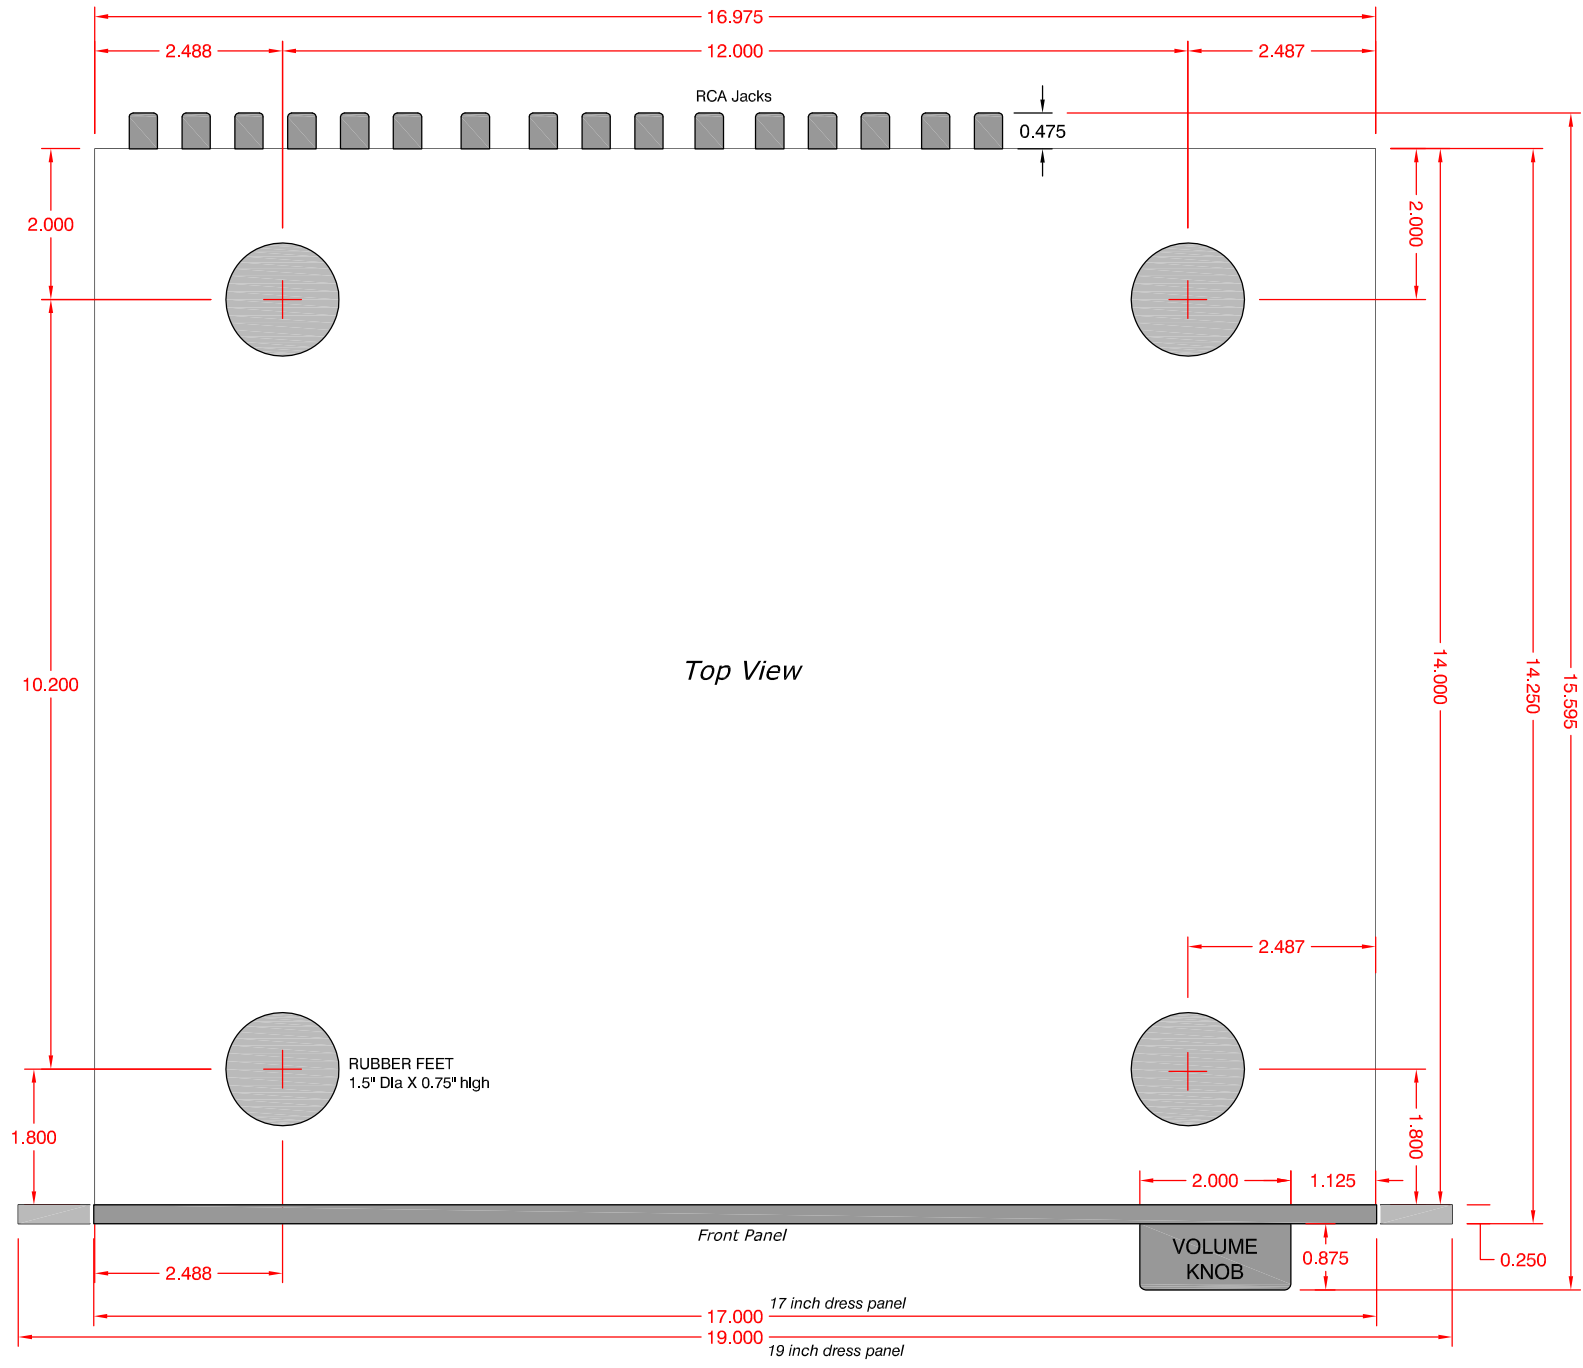 16.975
2.488
12.000
2.487
RCA Jacks
0.475
2.000
2.000
Top View
10.200
14.000
14.250
15.595
2.487
RUBBER FEET
1.5" Dia X 0.75" high
1.800
1.800
2.000
1.125
Front Panel
VOLUME
KNOB
0.875
0.250
2.488
17 inch dress panel
17.000
19.000
19 inch dress panel